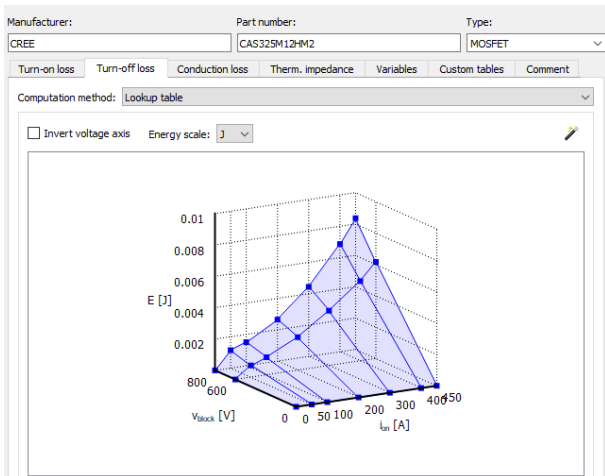 Manufacturer: Part number: Type:
CREE CAS325M12HM2 MOSFET
Turn-on loss Turn-off loss Conduction loss Therm. impedance Variables Custom tables Comment
Computation method: Lookup table
Invert voltage axis Energy scale: J
0.01
0.008
0.006
E [J]
0.004
0.002
800
600
0 0 50 100 200 300 400 450
v_block [V]
i_on [A]